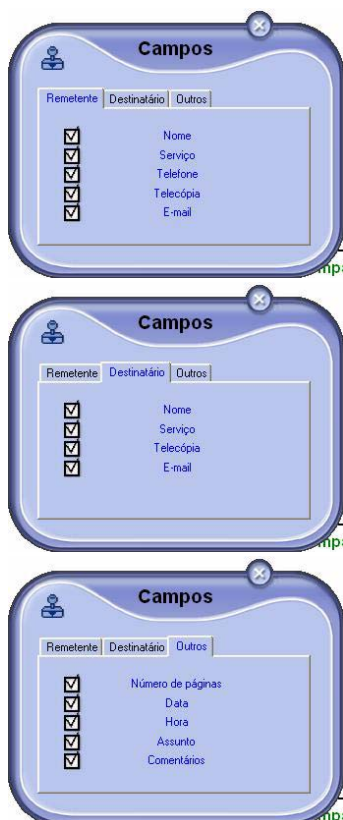 Campos
Remetente Destinatário Outros
Nome
Serviço
Telefone
Telecópia
E-mail
Campos
Remetente Destinatário Outros
Nome
Serviço
Telecópia
E-mail
Campos
Remetente Destinatário Outros
Número de páginas
Data
Hora
Assunto
Comentários